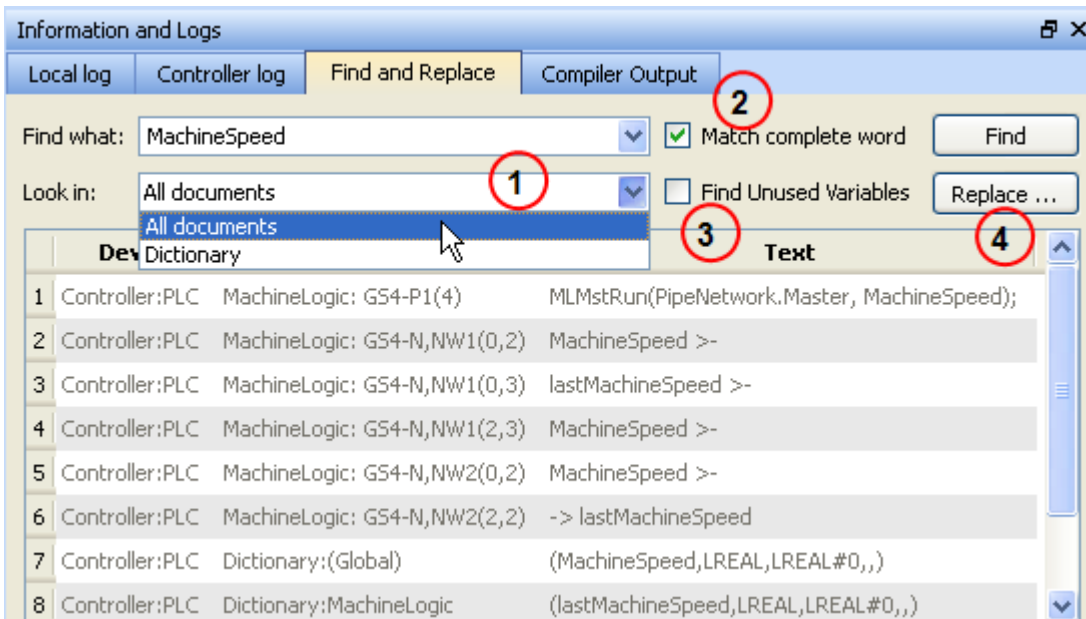 Information and Logs
Local log Controller log Find and Replace Compiler Output
2
Find what: MachineSpeed Match complete word Find
1
Look in: All documents Find Unused Variables Replace ...
All documents
3 4
Dev Text
Dictionary
1 Controller:PLC MachineLogic: GS4-P1(4) MLMstRun(PipeNetwork.Master, MachineSpeed);
2 Controller:PLC MachineLogic: GS4-N,NW1(0,2) MachineSpeed >-
3 Controller:PLC MachineLogic: GS4-N,NW1(0,3) lastMachineSpeed >-
4 Controller:PLC MachineLogic: GS4-N,NW1(2,3) MachineSpeed >-
5 Controller:PLC MachineLogic: GS4-N,NW2(0,2) MachineSpeed >-
6 Controller:PLC MachineLogic: GS4-N,NW2(2,2) -> lastMachineSpeed
7 Controller:PLC Dictionary:(Global) (MachineSpeed,LREAL,LREAL#0,,)
8 Controller:PLC Dictionary:MachineLogic (lastMachineSpeed,LREAL,LREAL#0,,)